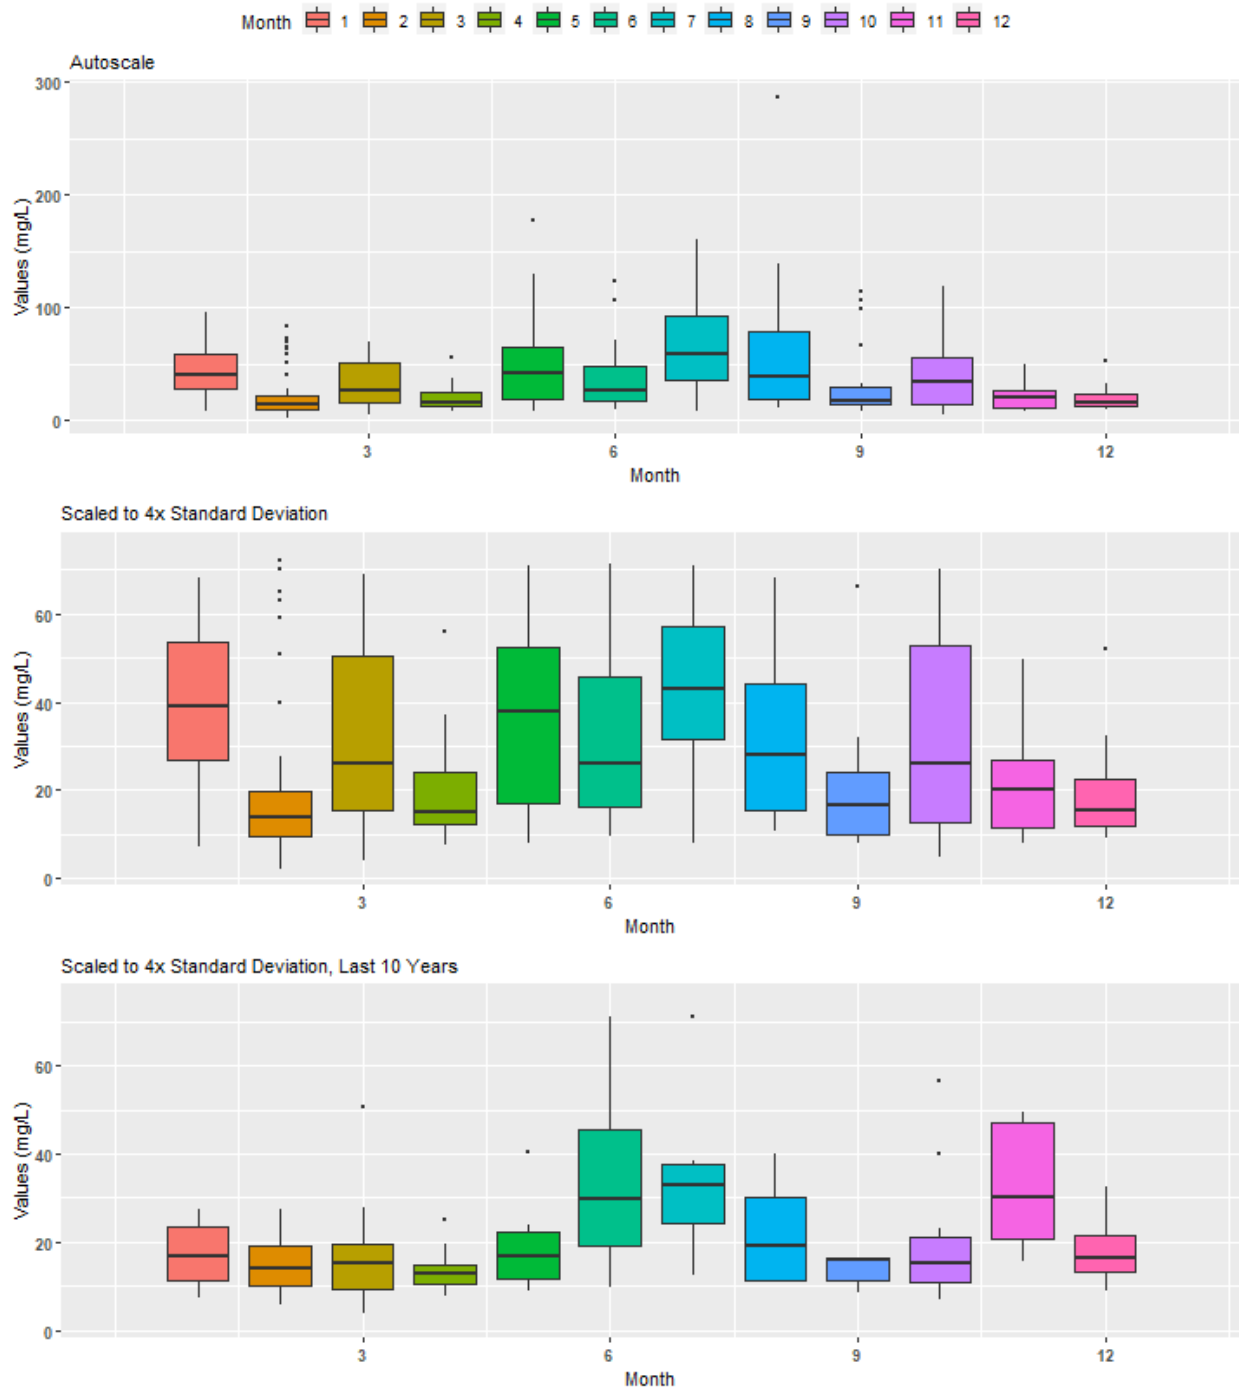 Month 1 2 3 4 5 6 7 8 9 10 11 12
Autoscale
300
200
100
0
Values (mg/L)
3 6 9 12
Month
Scaled to 4x Standard Deviation
60
40
20
0
Values (mg/L)
3 6 9 12
Month
Scaled to 4x Standard Deviation, Last 10 Years
60
40
20
0
Values (mg/L)
3 6 9 12
Month